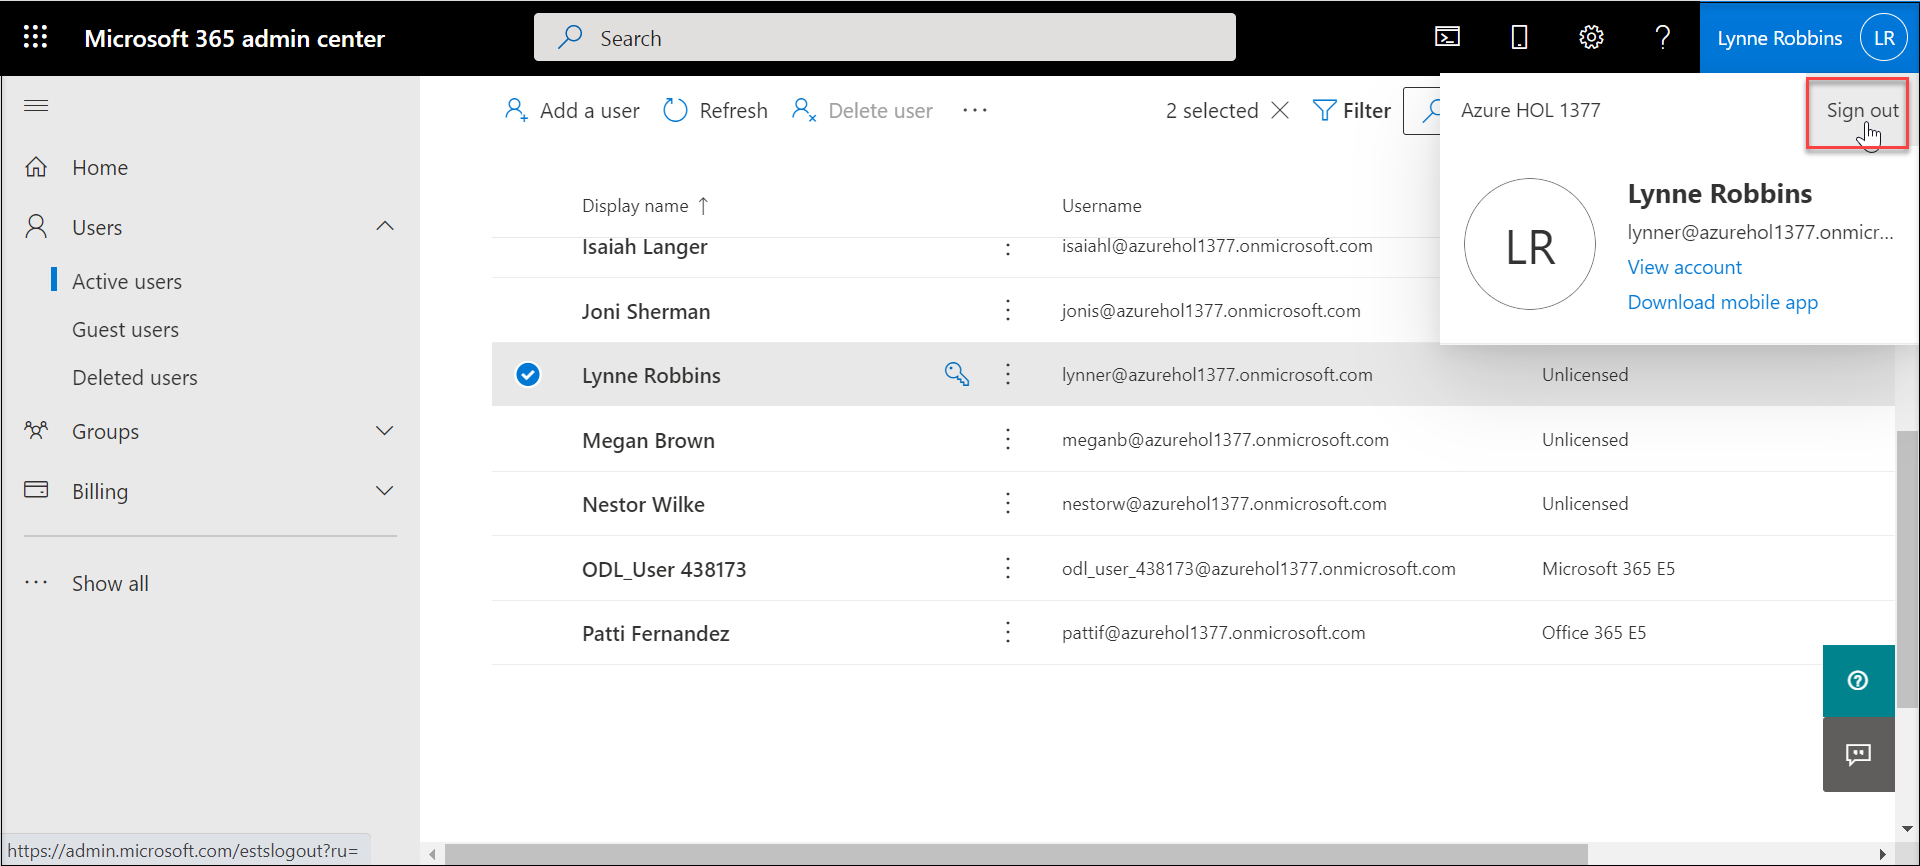 Microsoft 365 admin center
Search
Lynne Robbins
LR
Home
Users
Active users
Guest users
Deleted users
Groups
Billing
Show all
Add a user
Refresh
Delete user
2 selected
Filter
Azure HOL 1377
Sign out
LR
Lynne Robbins
lynner@azurehol1377.onmicr...
View account
Download mobile app
Display name ↑
Username
Isaiah Langer
isaiahl@azurehol1377.onmicrosoft.com
Joni Sherman
jonis@azurehol1377.onmicrosoft.com
Lynne Robbins
lynner@azurehol1377.onmicrosoft.com
Unlicensed
Megan Brown
meganb@azurehol1377.onmicrosoft.com
Unlicensed
Nestor Wilke
nestorw@azurehol1377.onmicrosoft.com
Unlicensed
ODL_User 438173
odl_user_438173@azurehol1377.onmicrosoft.com
Microsoft 365 E5
Patti Fernandez
pattif@azurehol1377.onmicrosoft.com
Office 365 E5
https://admin.microsoft.com/estslogout?ru=